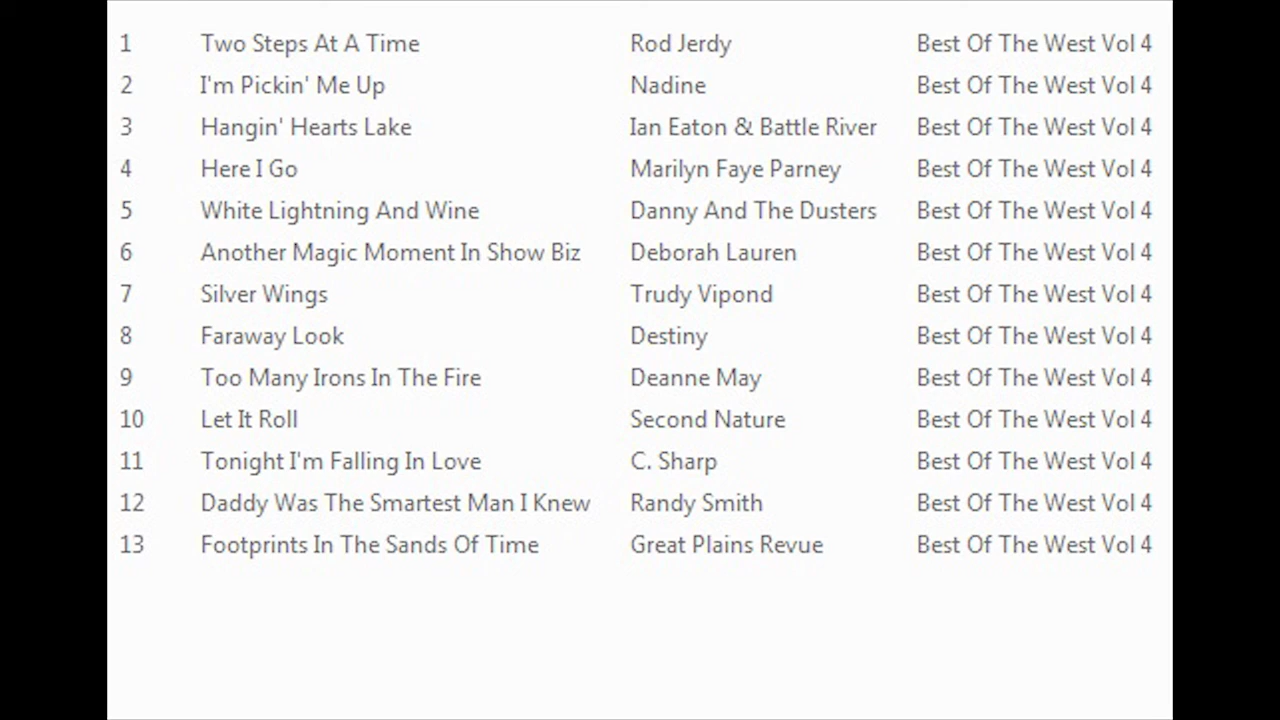 1 Two Steps At A Time Rod Jerdy Best Of The West Vol 4
2 I'm Pickin' Me Up Nadine Best Of The West Vol 4
3 Hangin' Hearts Lake Ian Eaton & Battle River Best Of The West Vol 4
4 Here I Go Marilyn Faye Parney Best Of The West Vol 4
5 White Lightning And Wine Danny And The Dusters Best Of The West Vol 4
6 Another Magic Moment In Show Biz Deborah Lauren Best Of The West Vol 4
7 Silver Wings Trudy Vipond Best Of The West Vol 4
8 Faraway Look Destiny Best Of The West Vol 4
9 Too Many Irons In The Fire Deanne May Best Of The West Vol 4
10 Let It Roll Second Nature Best Of The West Vol 4
11 Tonight I'm Falling In Love C. Sharp Best Of The West Vol 4
12 Daddy Was The Smartest Man I Knew Randy Smith Best Of The West Vol 4
13 Footprints In The Sands Of Time Great Plains Revue Best Of The West Vol 4